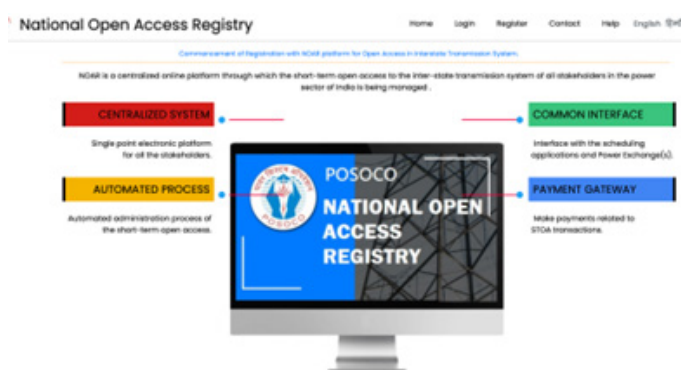 National Open Access Registry
Home Login Register Contact Help English
Commencement of Registration with NOAR platform for Open Access in Interstate Transmission System.
NOAR is a centralized online platform through which the short-term open access to the inter-state transmission system of all stakeholders in the power
sector of India is being managed .
CENTRALIZED SYSTEM
Single point electronic platform
for all the stakeholders.
COMMON INTERFACE
Interface with the scheduling
applications and Power Exchange(s).
AUTOMATED PROCESS
Automated administration process of
the short-term open access.
PAYMENT GATEWAY
Make payments related to
STOA transactions.
POSOCO
POSOCO
NATIONAL OPEN
ACCESS
REGISTRY